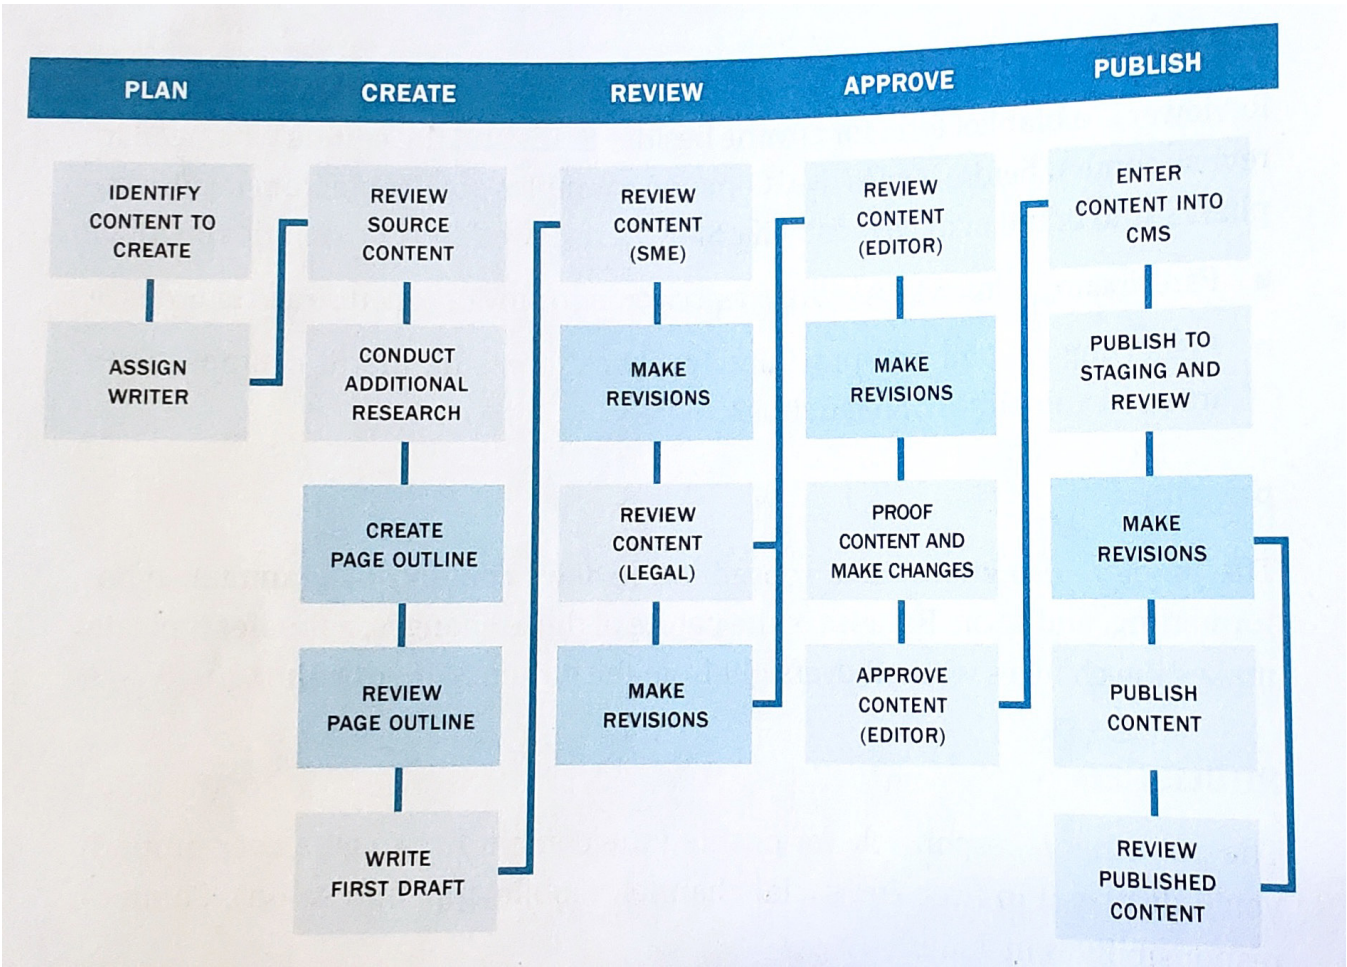 PLAN
CREATE
REVIEW
APPROVE
PUBLISH
IDENTIFY
CONTENT TO
CREATE
ASSIGN
WRITER
REVIEW
SOURCE
CONTENT
CONDUCT
ADDITIONAL
RESEARCH
CREATE
PAGE OUTLINE
REVIEW
PAGE OUTLINE
WRITE
FIRST DRAFT
REVIEW
CONTENT
(SME)
MAKE
REVISIONS
REVIEW
CONTENT
(LEGAL)
MAKE
REVISIONS
REVIEW
CONTENT
(EDITOR)
MAKE
REVISIONS
PROOF
CONTENT AND
MAKE CHANGES
APPROVE
CONTENT
(EDITOR)
ENTER
CONTENT INTO
CMS
PUBLISH TO
STAGING AND
REVIEW
MAKE
REVISIONS
PUBLISH
CONTENT
REVIEW
PUBLISHED
CONTENT